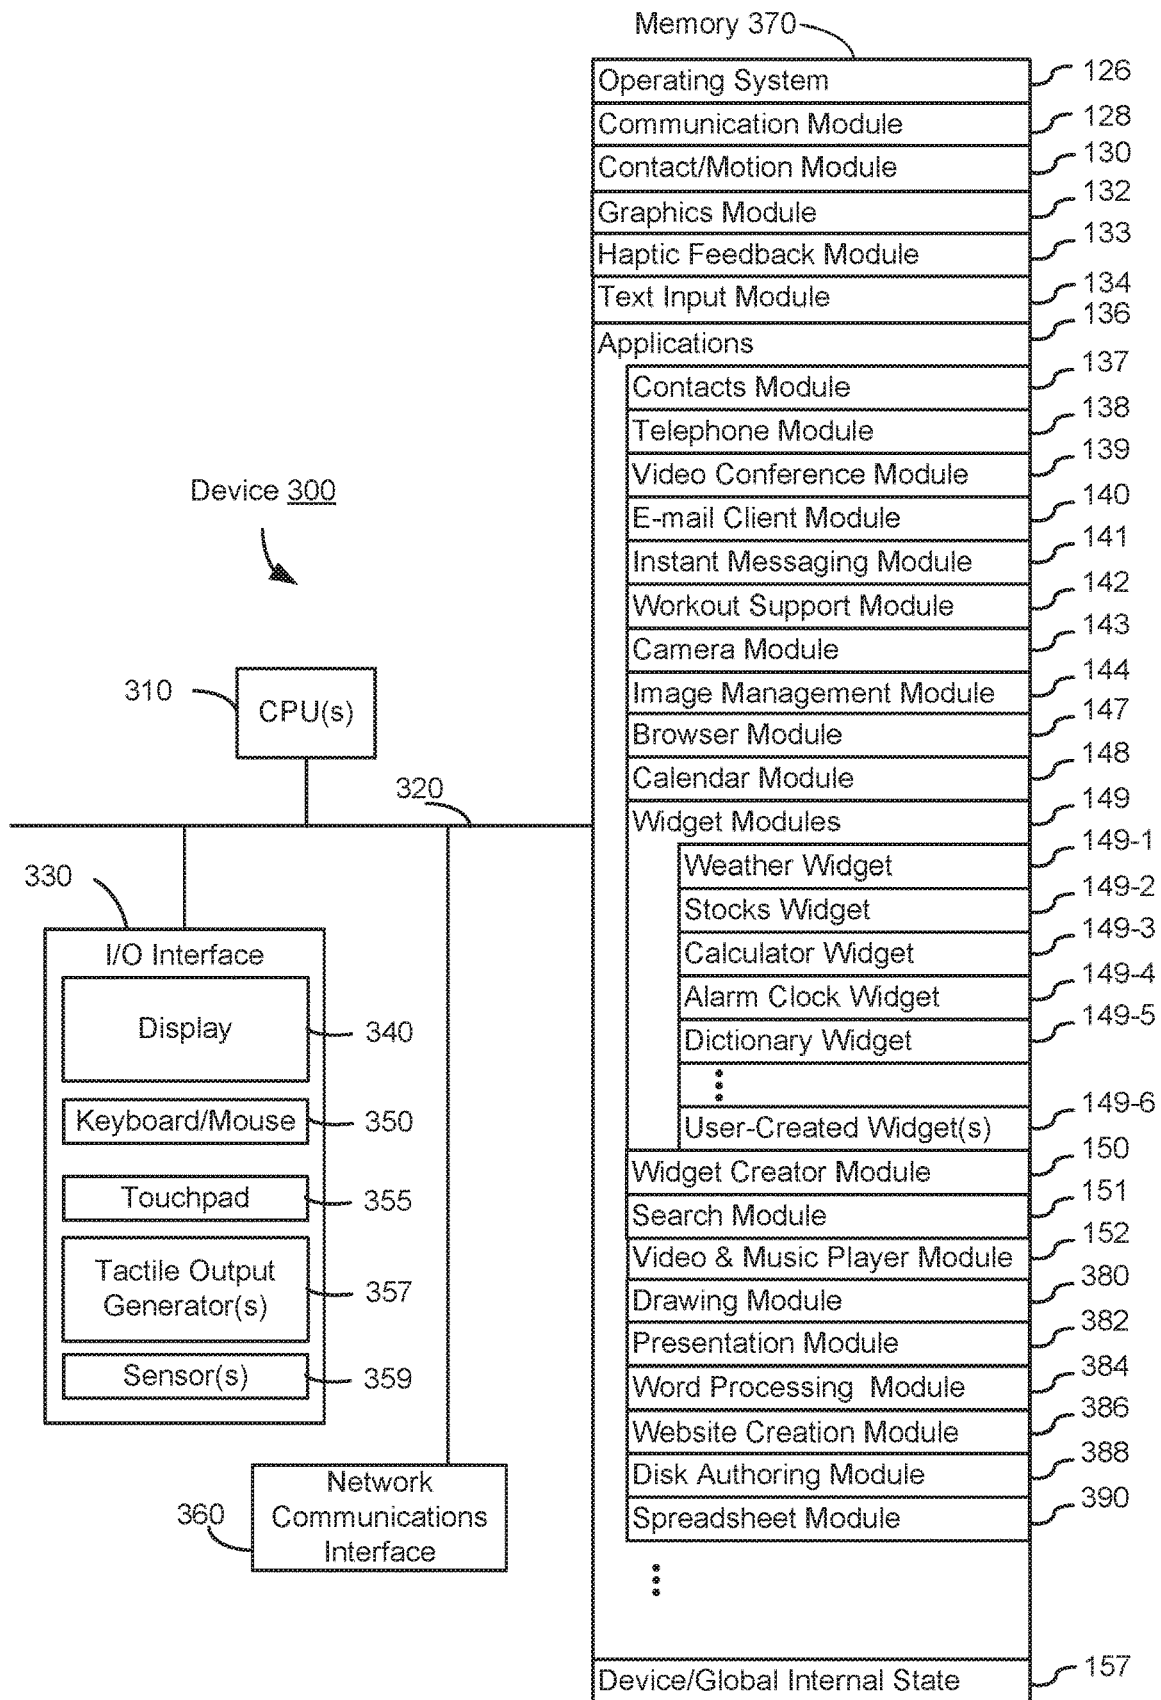 Memory 370
Operating System 126
Communication Module 128
Contact/Motion Module 130
Graphics Module 132
Haptic Feedback Module 133
Text Input Module 134
Applications 136
Contacts Module 137
Telephone Module 138
Video Conference Module 139
E-mail Client Module 140
Instant Messaging Module 141
Workout Support Module 142
Camera Module 143
Image Management Module 144
Browser Module 147
Calendar Module 148
Widget Modules 149
Weather Widget 149-1
Stocks Widget 149-2
Calculator Widget 149-3
Alarm Clock Widget 149-4
Dictionary Widget 149-5
User-Created Widget(s) 149-6
Widget Creator Module 150
Search Module 151
Video & Music Player Module 152
Drawing Module 380
Presentation Module 382
Word Processing Module 384
Website Creation Module 386
Disk Authoring Module 388
Spreadsheet Module 390
Device/Global Internal State 157
Device 300
310
CPU(s)
320
330
I/O Interface
Display 340
Keyboard/Mouse 350
Touchpad 355
Tactile Output
Generator(s) 357
Sensor(s) 359
360
Network
Communications
Interface